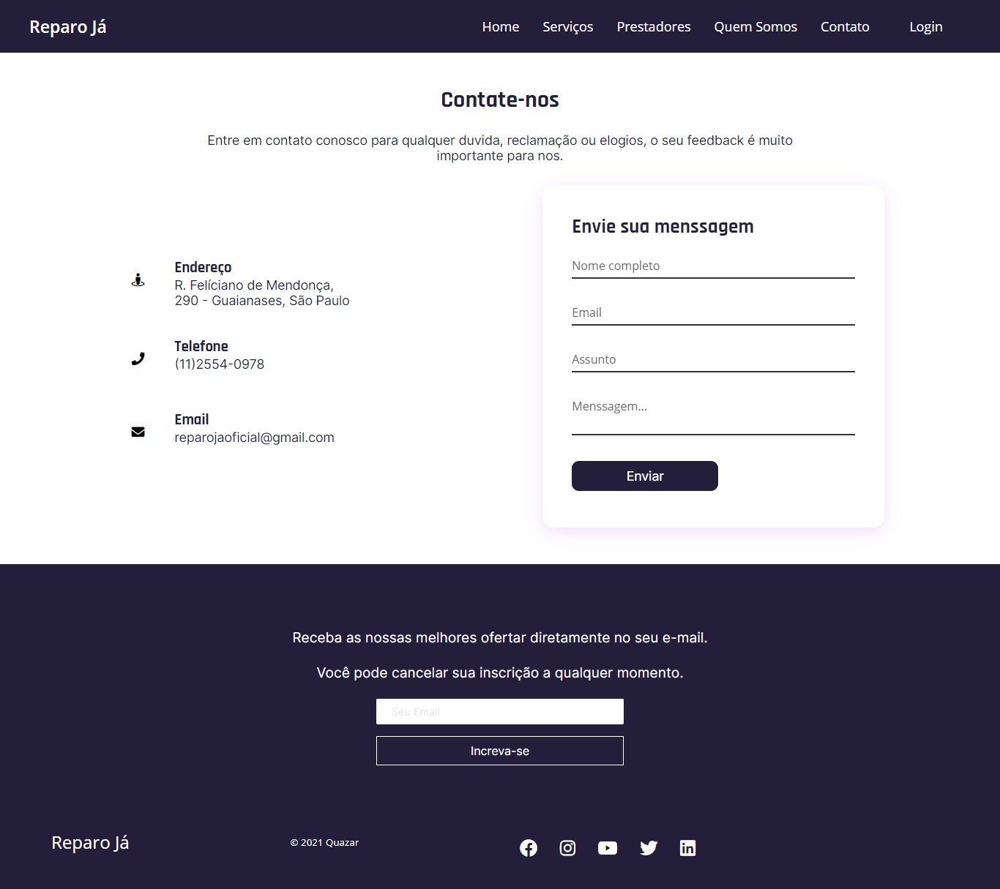 Reparo Já
Home
Serviços
Prestadores
Quem Somos
Contato
Login
Contate-nos
Entre em contato conosco para qualquer duvida, reclamação ou elogios, o seu feedback é muito
importante para nos.
Endereço
R. Felíciano de Mendonça,
290 - Guaianases, São Paulo
Telefone
(11)2554-0978
Email
reparojaoficial@gmail.com
Envie sua menssagem
Nome completo
Email
Assunto
Menssagem...
Enviar
Receba as nossas melhores ofertar diretamente no seu e-mail.
Você pode cancelar sua inscrição a qualquer momento.
Seu Email
Increva-se
Reparo Já
© 2021 Quazar